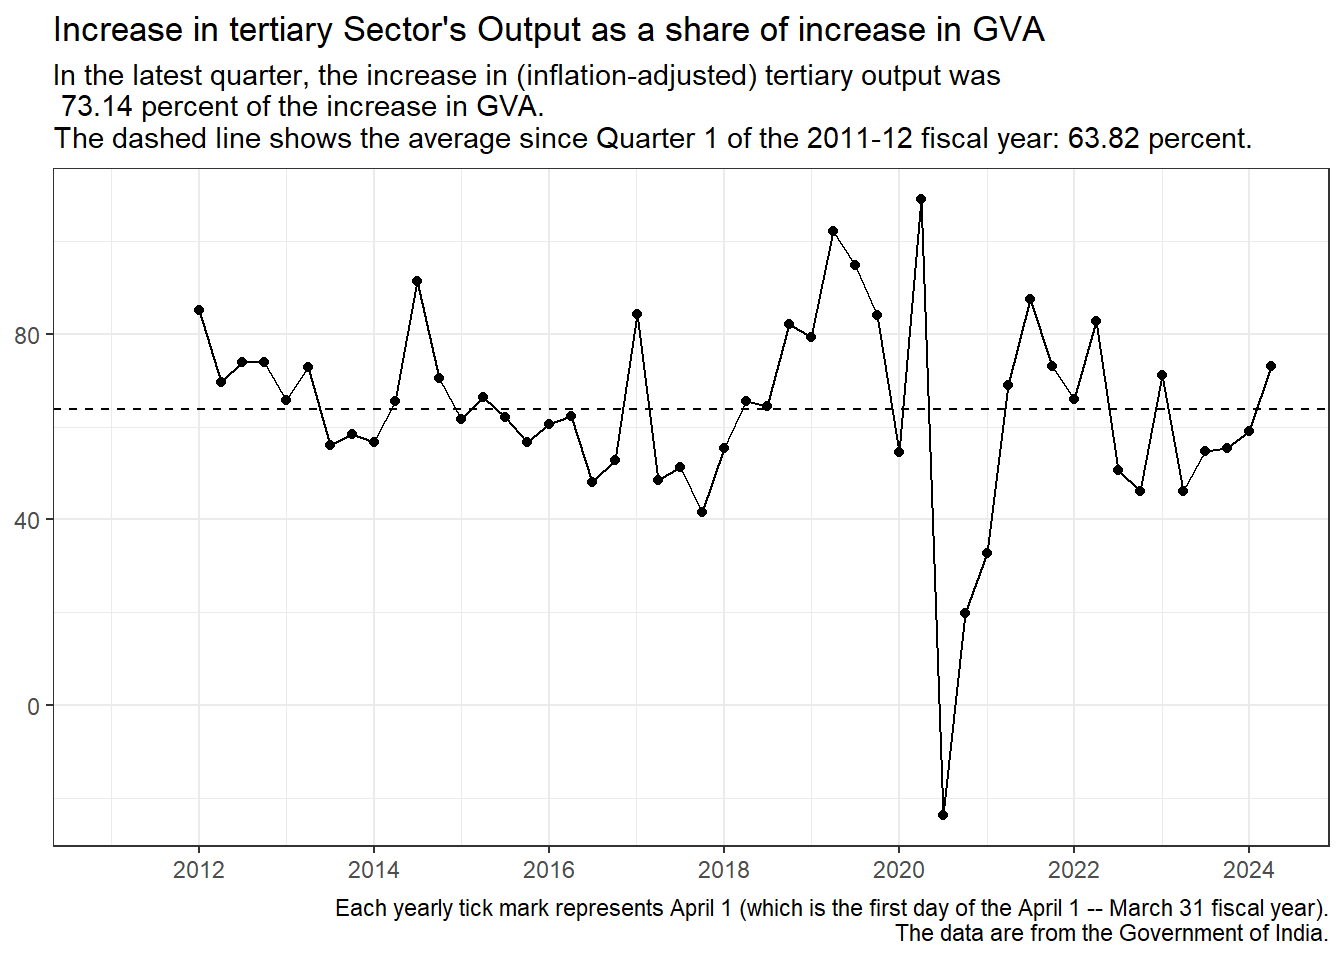 Increase in tertiary Sector's Output as a share of increase in GVA
In the latest quarter, the increase in (inflation-adjusted) tertiary output was
73.14 percent of the increase in GVA.
The dashed line shows the average since Quarter 1 of the 2011-12 fiscal year: 63.82 percent.
80
40
0
2012 2014 2016 2018 2020 2022 2024
Each yearly tick mark represents April 1 (which is the first day of the April 1 -- March 31 fiscal year).
The data are from the Government of India.